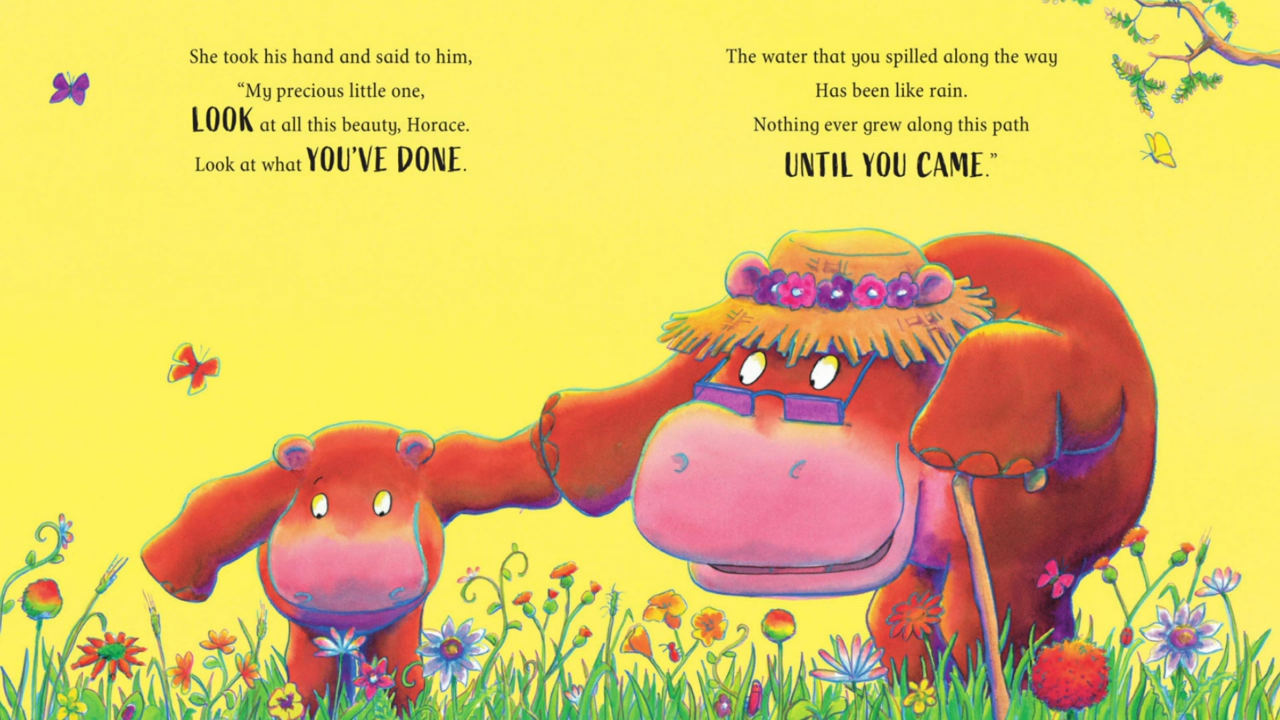 She took his hand and said to him,
“My precious little one,
LOOK at all this beauty, Horace.
Look at what YOU’VE DONE.
The water that you spilled along the way
Has been like rain.
Nothing ever grew along this path
UNTIL YOU CAME.”